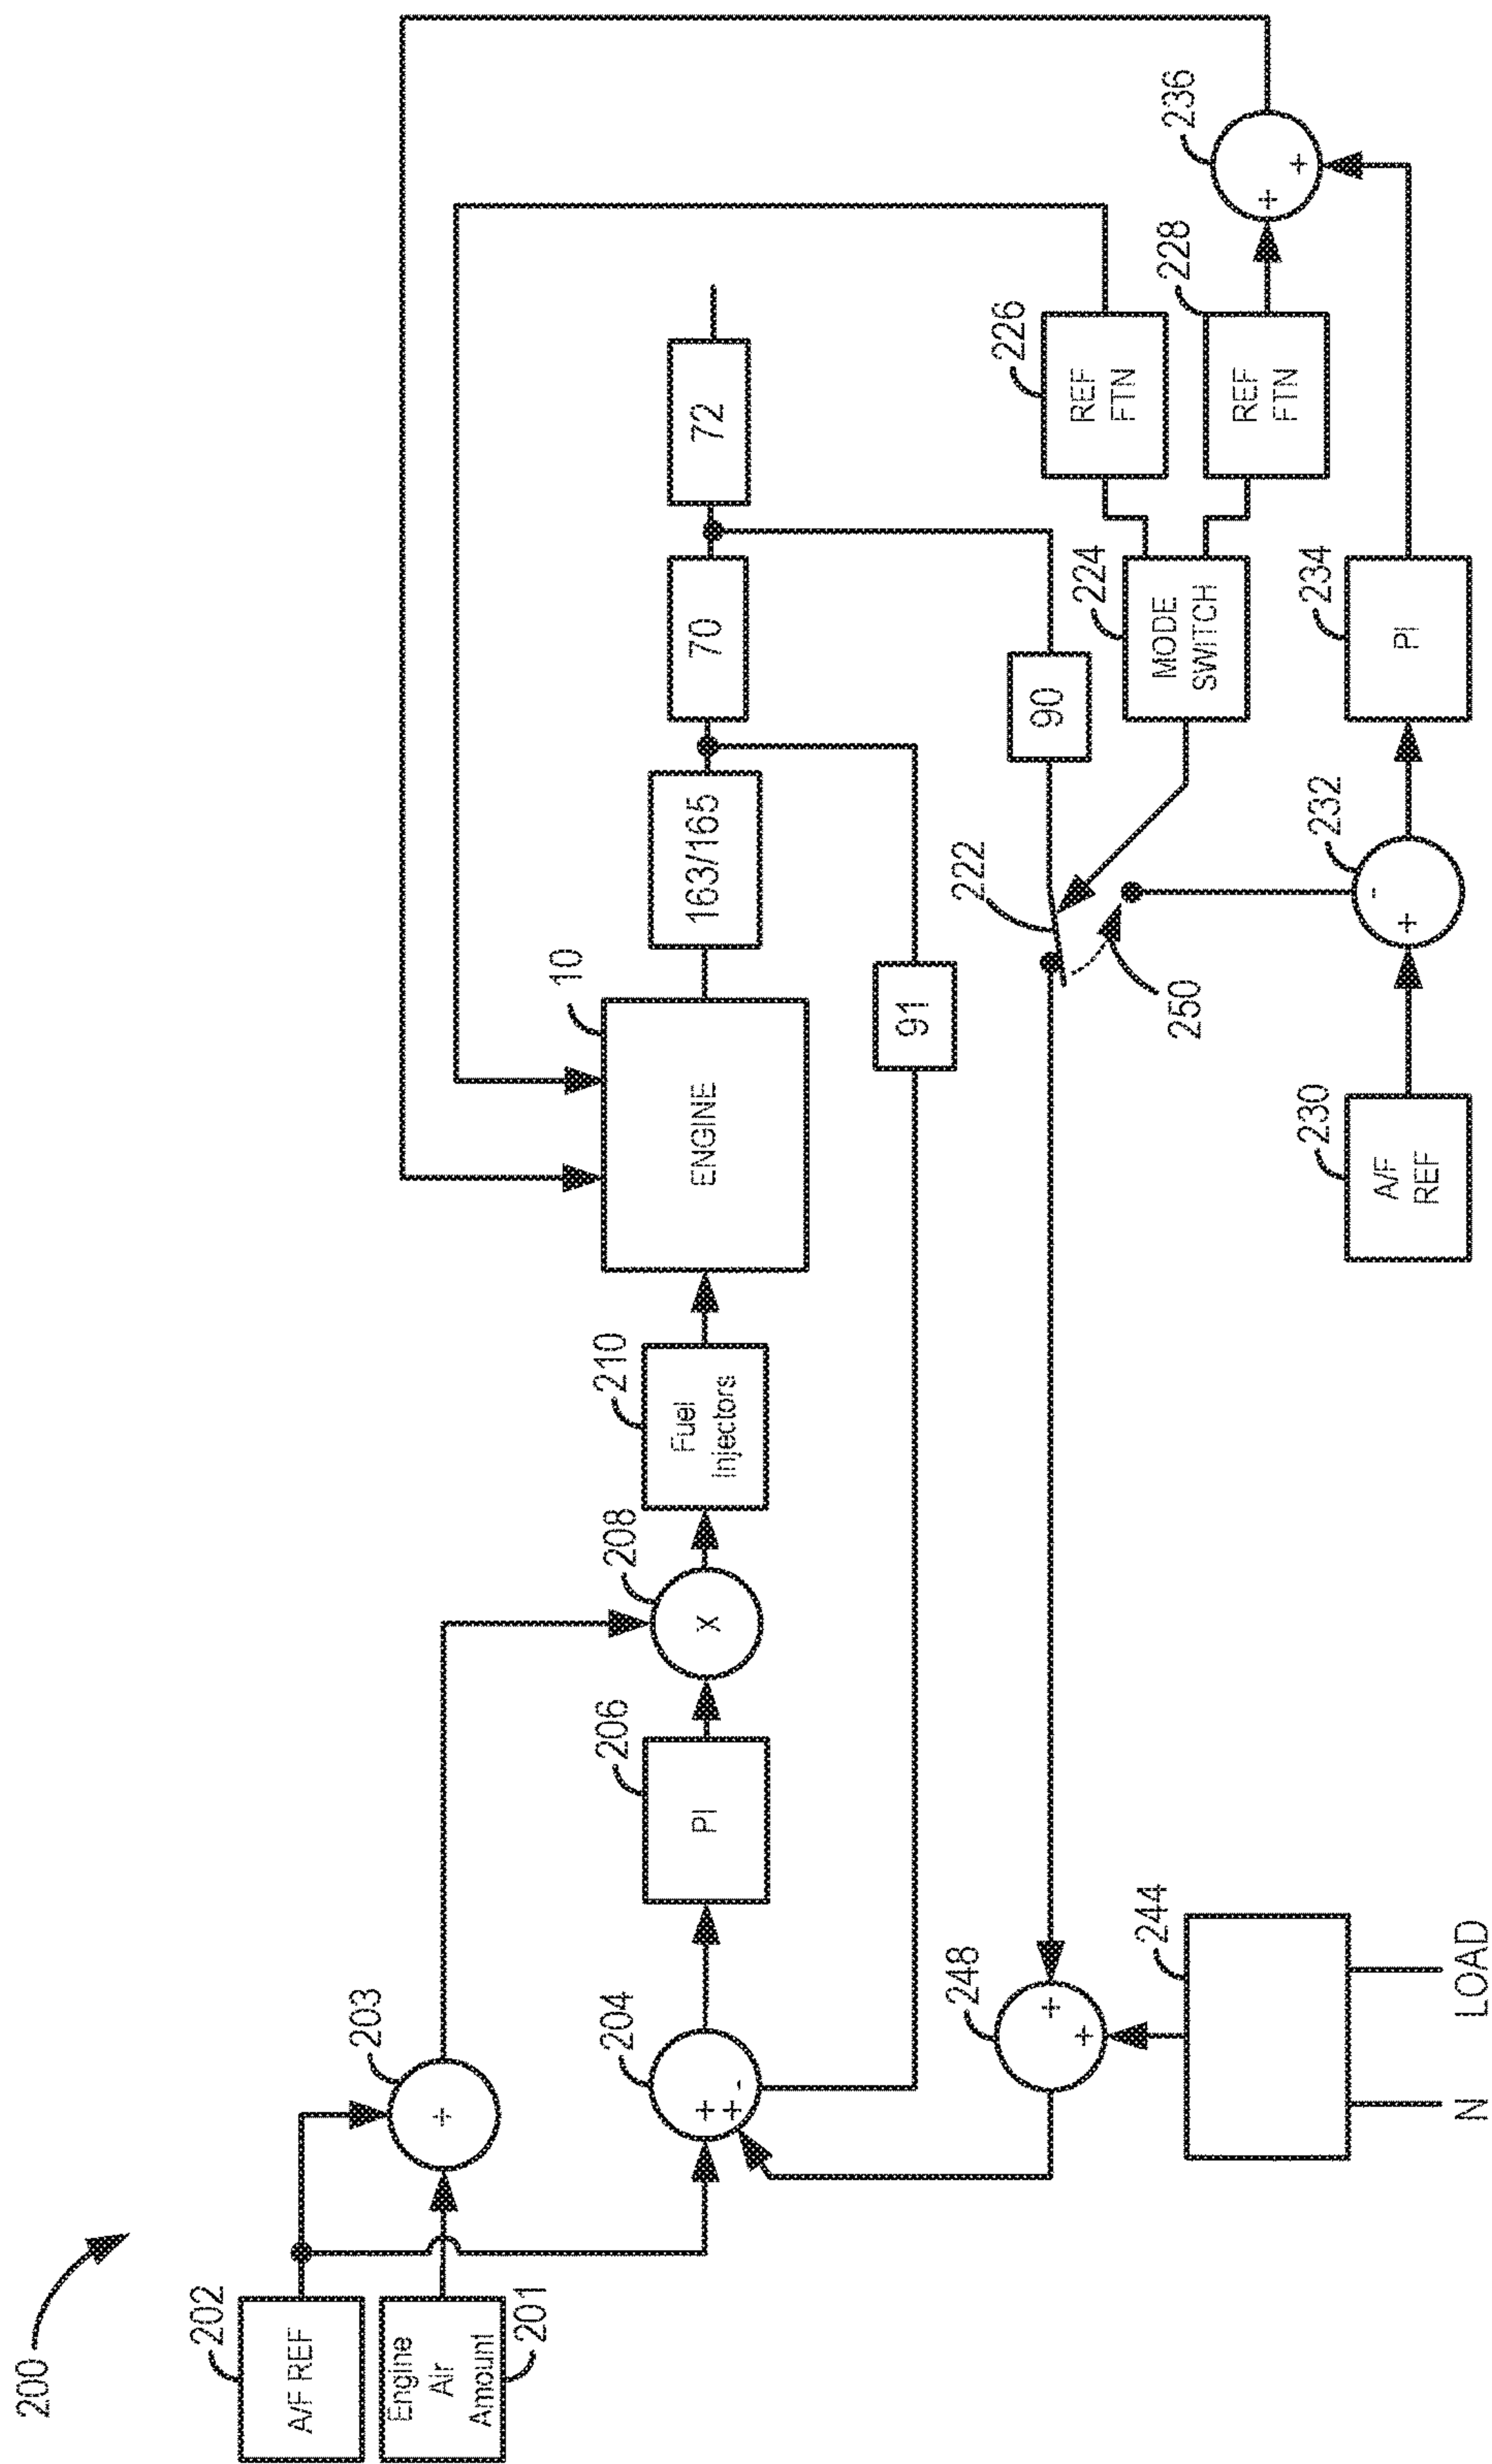 200
202
A/F REF
Engine
Air
Amount
201
203
÷
204
+
+
-
206
PI
208
X
210
Fuel
Injectors
10
ENGINE
163/165
70
72
91
90
222
250
224
MODE
SWITCH
226
REF
FTN
228
REF
FTN
236
+
+
230
A/F
REF
232
+
-
234
PI
248
+
+
244
N
LOAD